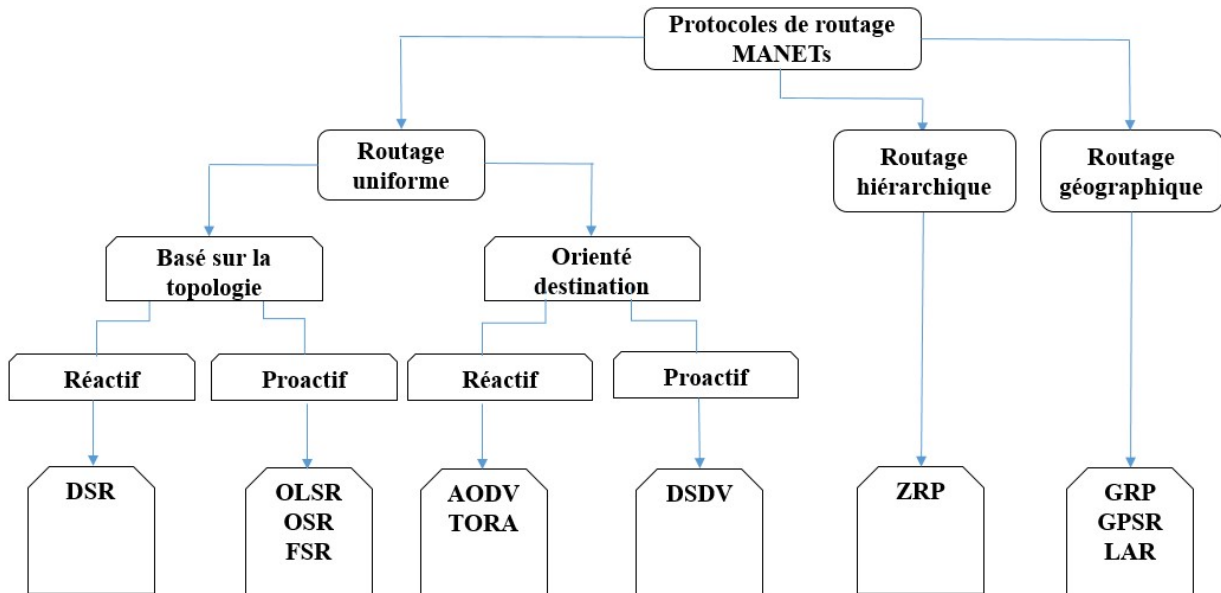 Protocoles de routage
MANETs
Routage
uniforme
Routage
hiérarchique
Routage
géographique
Basé sur la
topologie
Orienté
destination
Réactif
Proactif
Réactif
Proactif
DSR
OLSR
OSR
FSR
AODV
TORA
DSDV
ZRP
GRP
GPSR
LAR